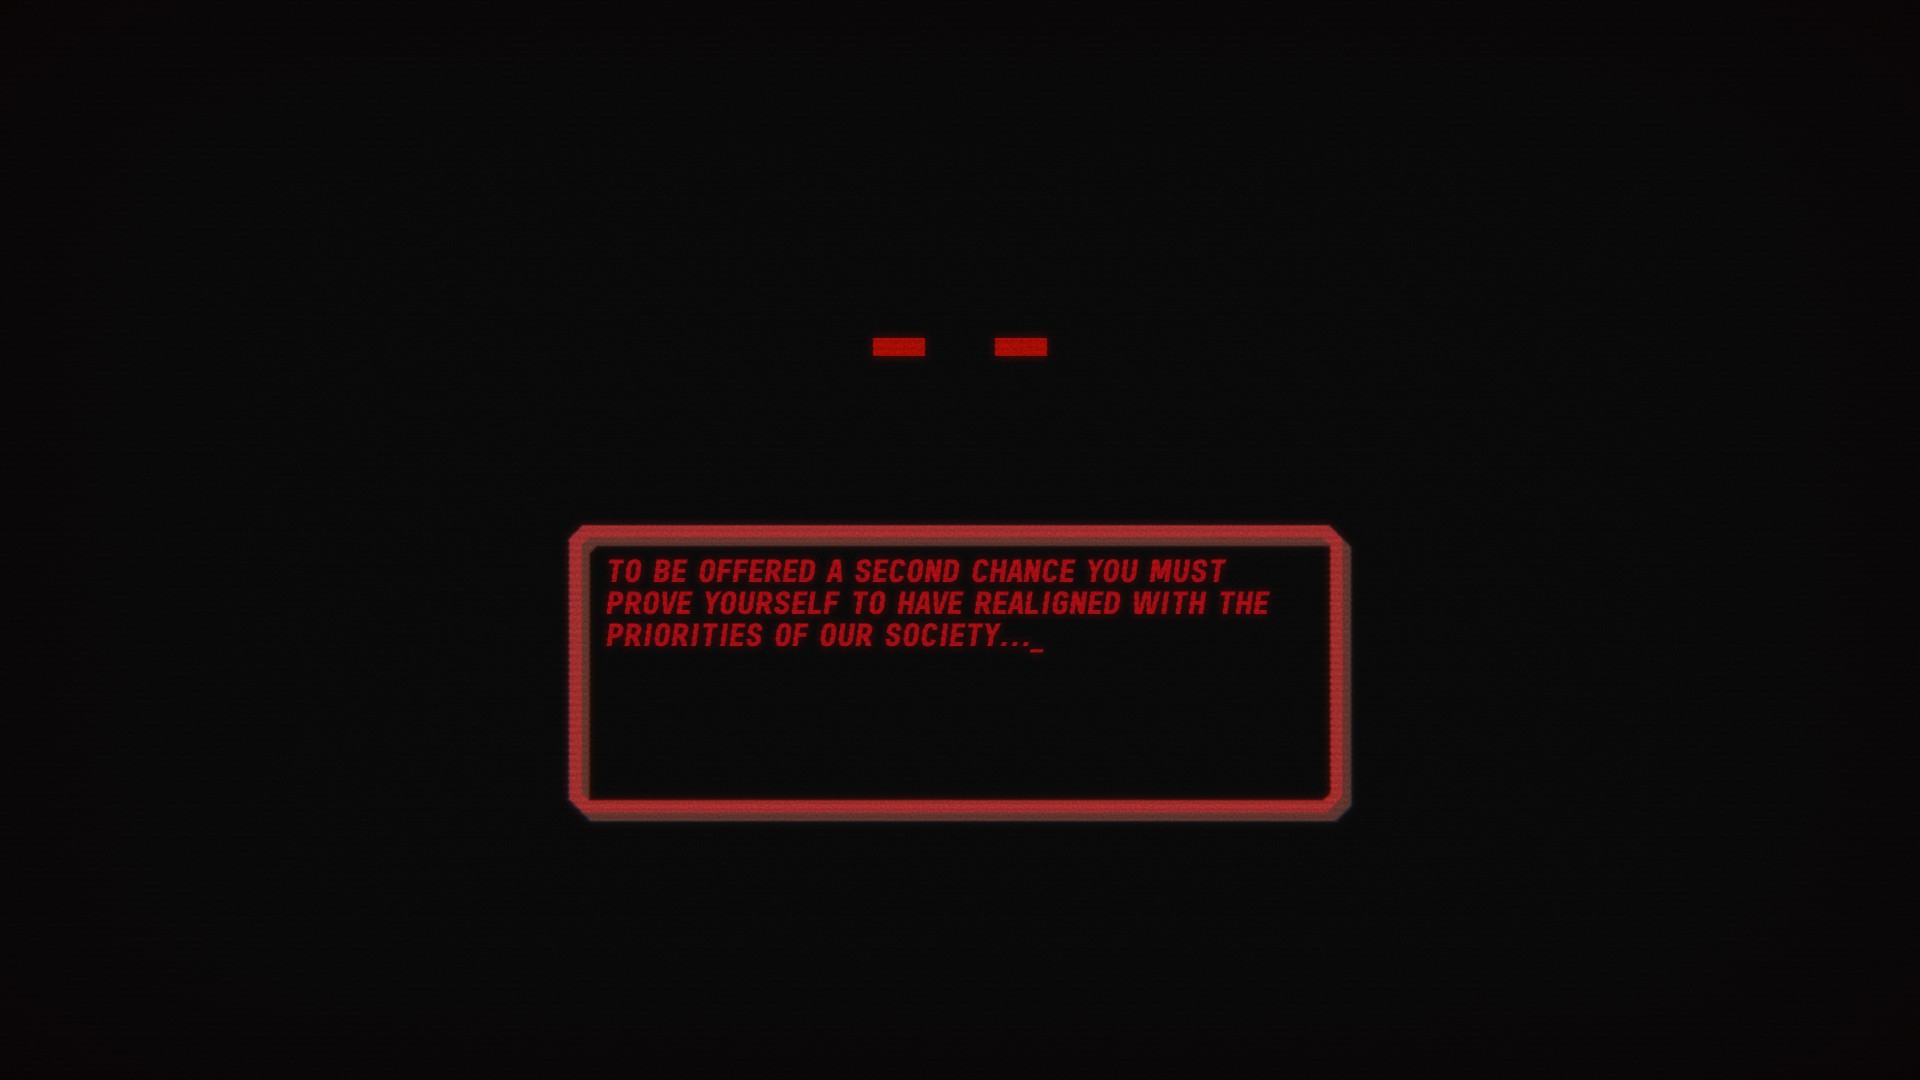 TO BE OFFERED A SECOND CHANCE YOU MUST
PROVE YOURSELF TO HAVE REALIGNED WITH THE
PRIORITIES OF OUR SOCIETY..._